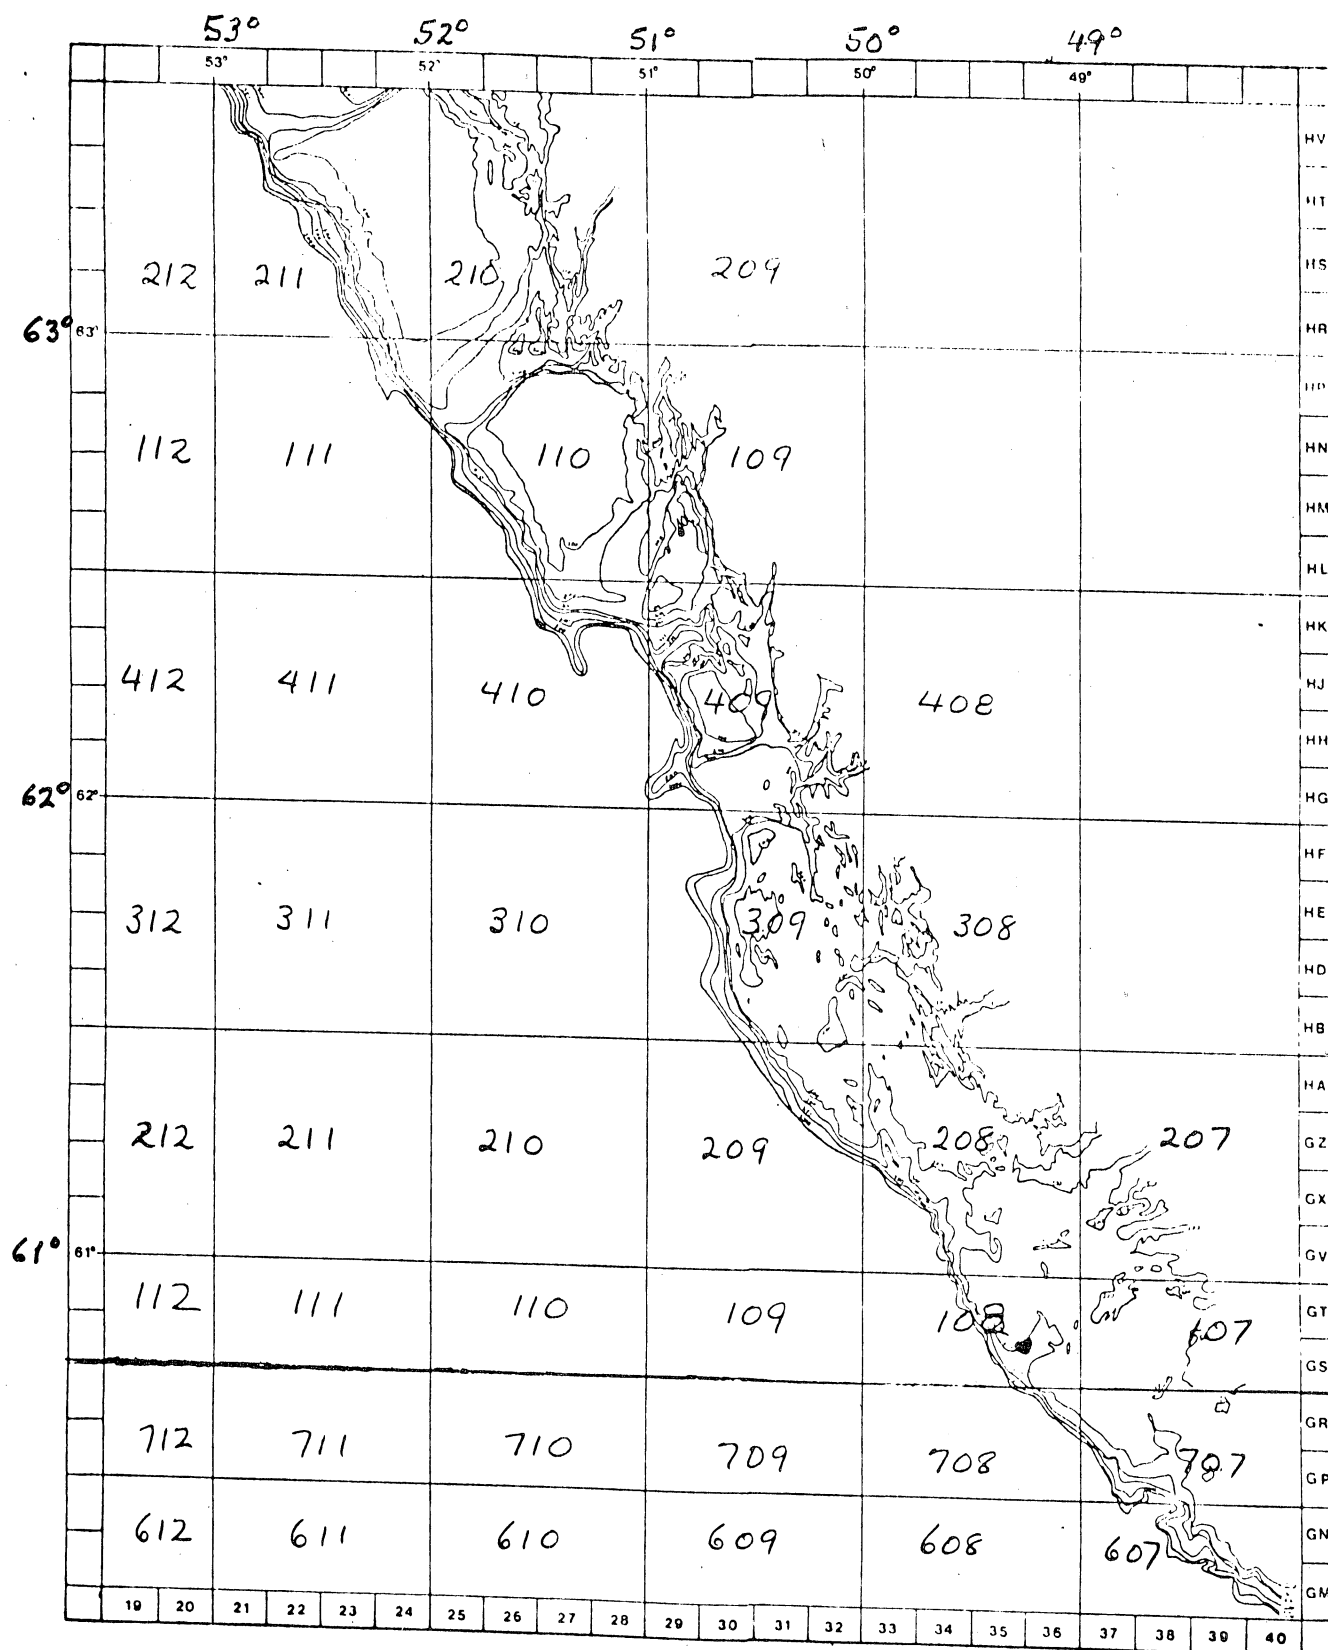 53° 52° 51° 50° 49°
53° 52° 51° 50° 49°
HV
HT
212 211 210 209 HS
63° 63° HR
HP
112 111 110 109 HN
HM
HL
HK
412 411 410 409 408 HJ
HH
62° 62° HG
HF
312 311 310 309 308 HE
HD
HB
HA
212 211 210 209 208 207 GZ
GX
61° 61° GV
112 111 110 109 108 107 GT
GS
GR
712 711 710 709 708 707 GP
612 611 610 609 608 607 GN
GM
19 20 21 22 23 24 25 26 27 28 29 30 31 32 33 34 35 36 37 38 39 40